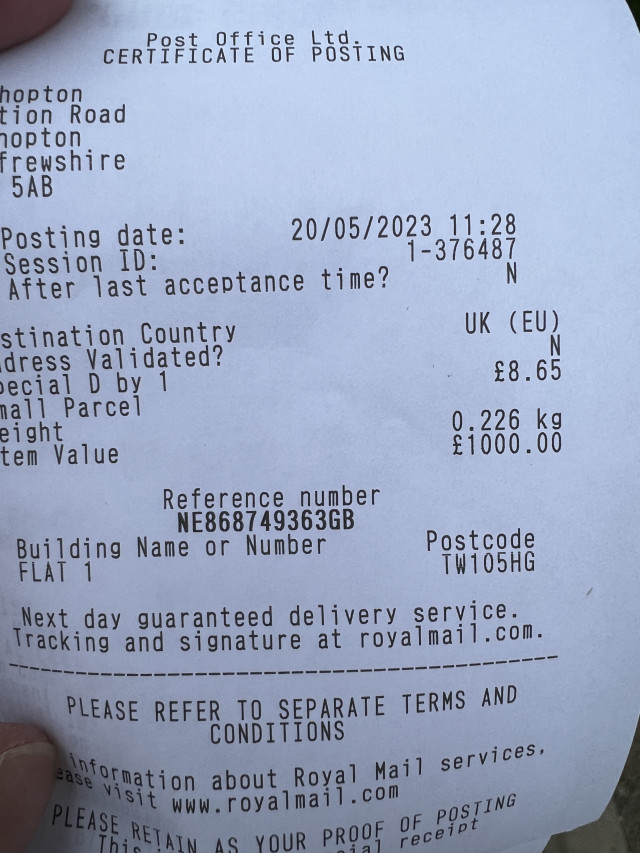 Post Office Ltd.
CERTIFICATE OF POSTING
hopton
tion Road
hopton
frewshire
5AB
Posting date: 20/05/2023 11:28
Session ID: 1-376487
After last acceptance time? N
stination Country UK (EU)
dress Validated? N
pecial D by 1 £8.65
mall Parcel
eight 0.226 kg
tem Value £1000.00
Reference number
NE868749363GB
Building Name or Number Postcode
FLAT 1 TW105HG
Next day guaranteed delivery service.
Tracking and signature at royalmail.com.
PLEASE REFER TO SEPARATE TERMS AND
CONDITIONS
information about Royal Mail services,
ease visit www.royalmail.com
PLEASE RETAIN AS YOUR PROOF OF POSTING
This ial receipt